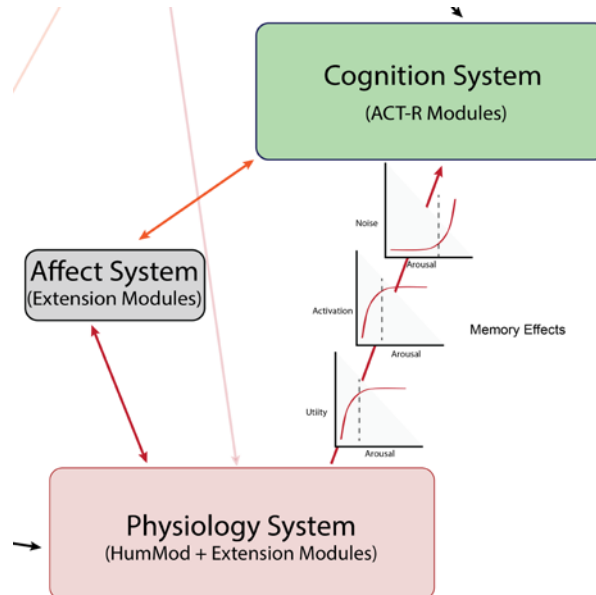 Cognition System
(ACT-R Modules)
Noise
Arousal
Affect System
(Extension Modules)
Activation
Memory Effects
Arousal
Utility
Arousal
Physiology System
(HumMod + Extension Modules)